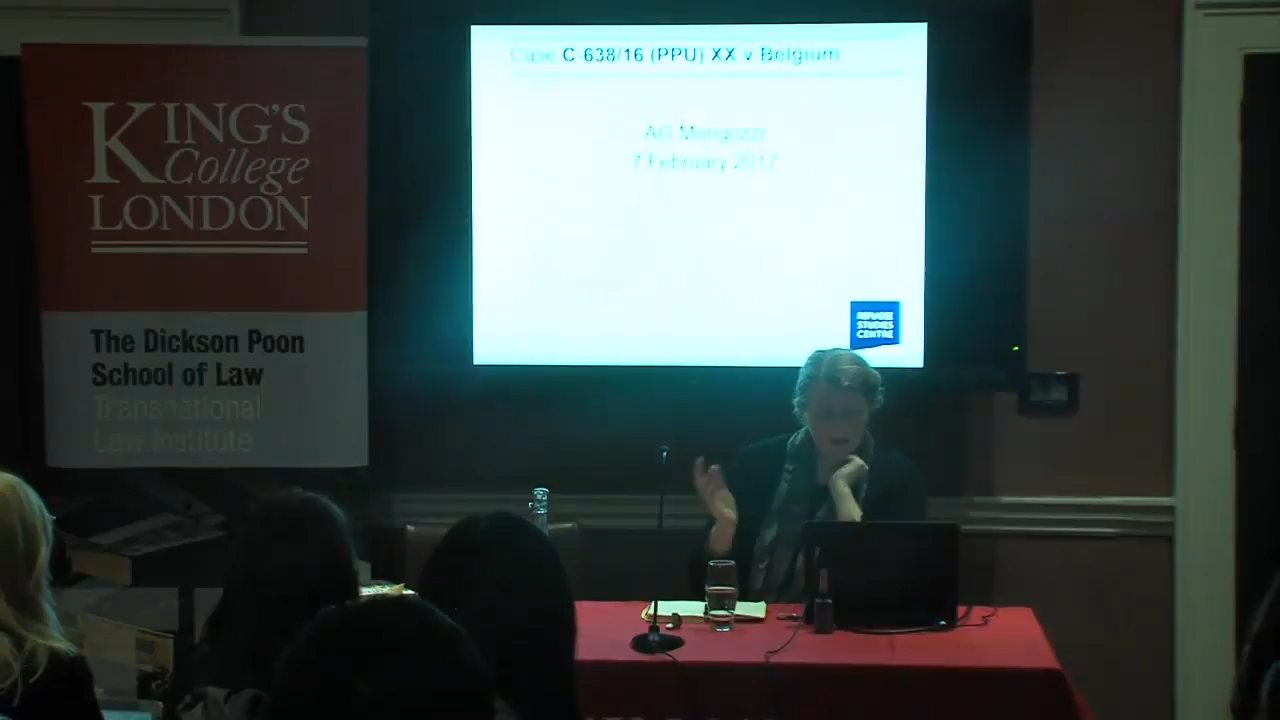 KING'S
College
LONDON
The Dickson Poon
School of Law
Transnational
Law Institute
Case C 638/16 (PPU) XX v Belgium
AG Mengozzi
7 February 2017
REFUGEE
STUDIES
CENTRE